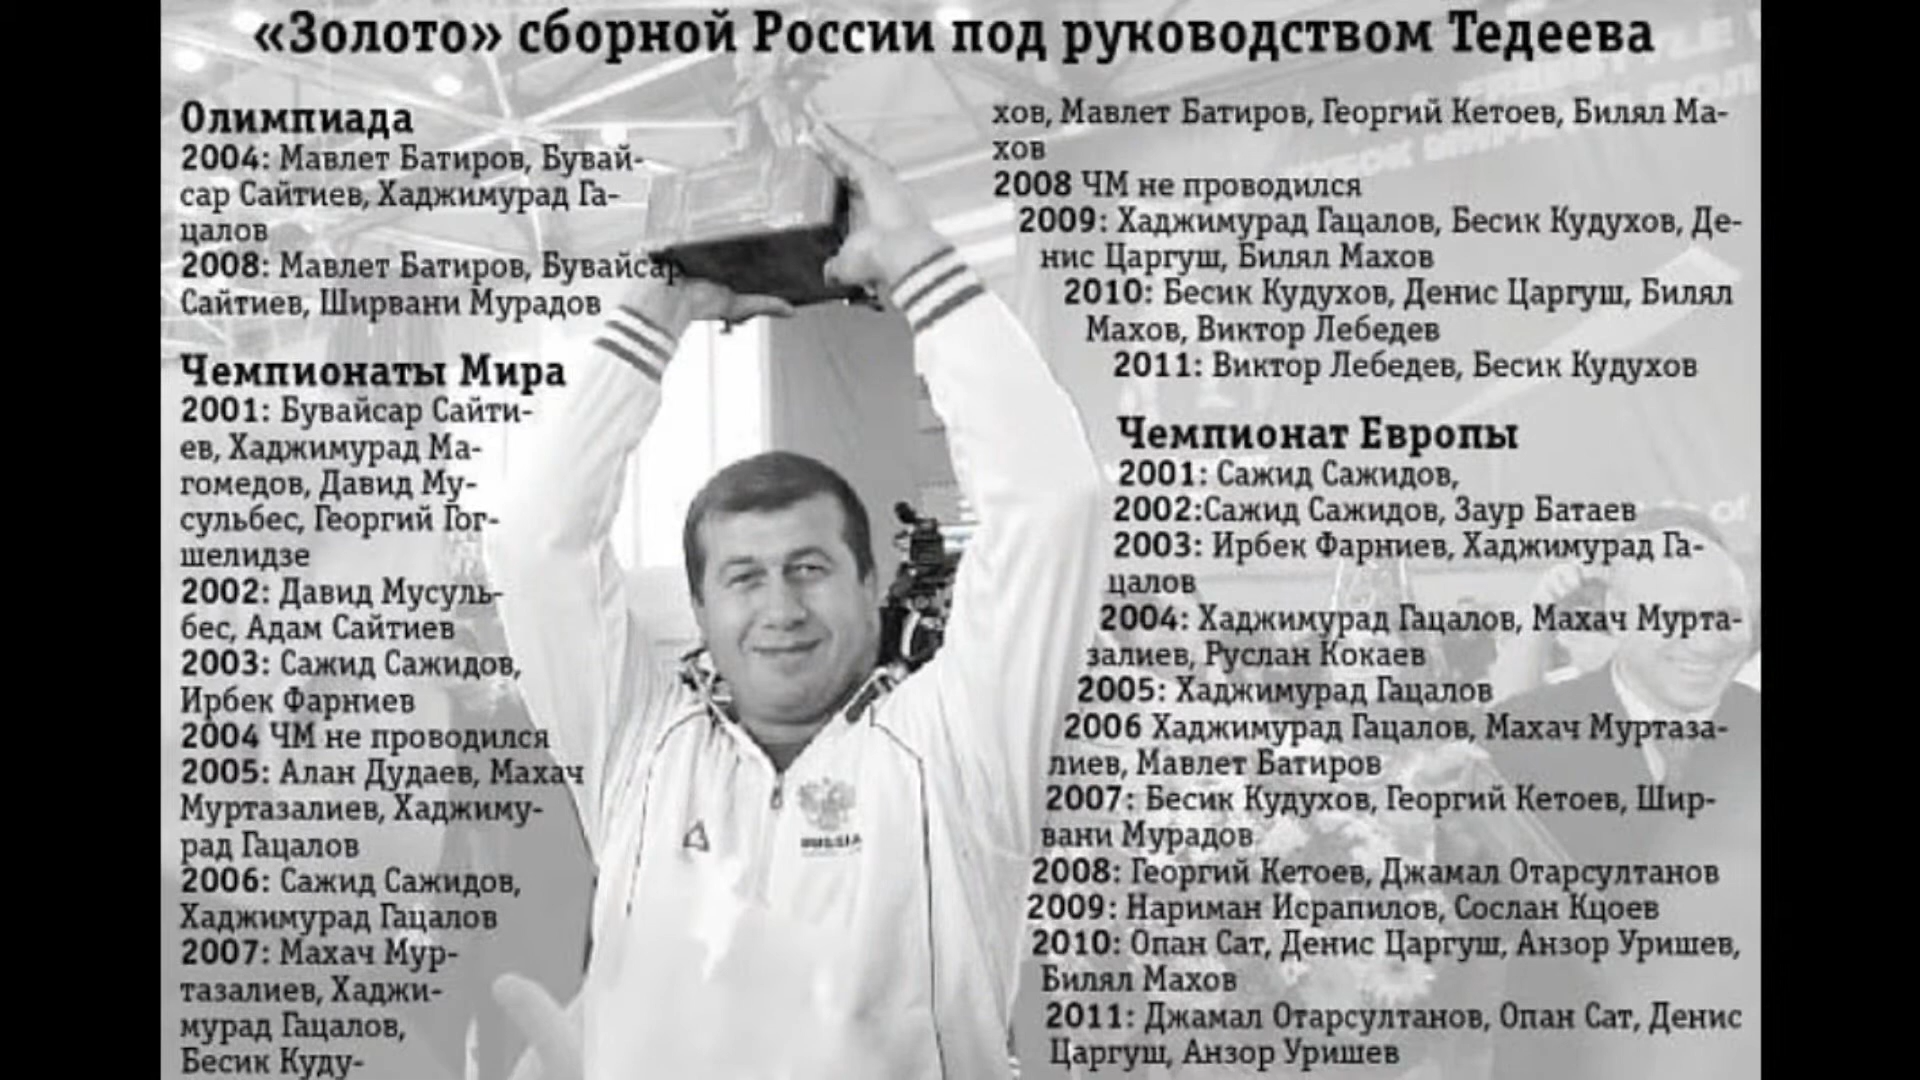 «Золото» сборной России под руководством Тедеева
Олимпиада
2004: Мавлет Батиров, Бувай-
сар Сайтиев, Хаджимурад Га-
цалов
2008: Мавлет Батиров, Бувайсар
Сайтиев, Ширвани Мурадов
Чемпионаты Мира
2001: Бувайсар Сайти-
ев, Хаджимурад Ма-
гомедов, Давид Му-
сульбес, Георгий Гог-
шелидзе
2002: Давид Мусуль-
бес, Адам Сайтиев
2003: Сажид Сажидов,
Ирбек Фарниев
2004 ЧМ не проводился
2005: Алан Дудаев, Махач
Муртазалиев, Хаджиму-
рад Гацалов
2006: Сажид Сажидов,
Хаджимурад Гацалов
2007: Махач Мур-
тазалиев, Хаджи-
мурад Гацалов,
Бесик Куду-
хов, Мавлет Батиров, Георгий Кетоев, Билял Ма-
хов
2008 ЧМ не проводился
2009: Хаджимурад Гацалов, Бесик Кудухов, Де-
нис Царгуш, Билял Махов
2010: Бесик Кудухов, Денис Царгуш, Билял
Махов, Виктор Лебедев
2011: Виктор Лебедев, Бесик Кудухов
Чемпионат Европы
2001: Сажид Сажидов,
2002:Сажид Сажидов, Заур Батаев
2003: Ирбек Фарниев, Хаджимурад Га-
цалов
2004: Хаджимурад Гацалов, Махач Мурта-
залиев, Руслан Кокаев
2005: Хаджимурад Гацалов
2006 Хаджимурад Гацалов, Махач Муртаза-
лиев, Мавлет Батиров
2007: Бесик Кудухов, Георгий Кетоев, Шир-
вани Мурадов
2008: Георгий Кетоев, Джамал Отарсултанов
2009: Нариман Исрапилов, Сослан Кцоев
2010: Опан Сат, Денис Царгуш, Анзор Уришев,
Билял Махов
2011: Джамал Отарсултанов, Опан Сат, Денис
Царгуш, Анзор Уришев
RUSSIA